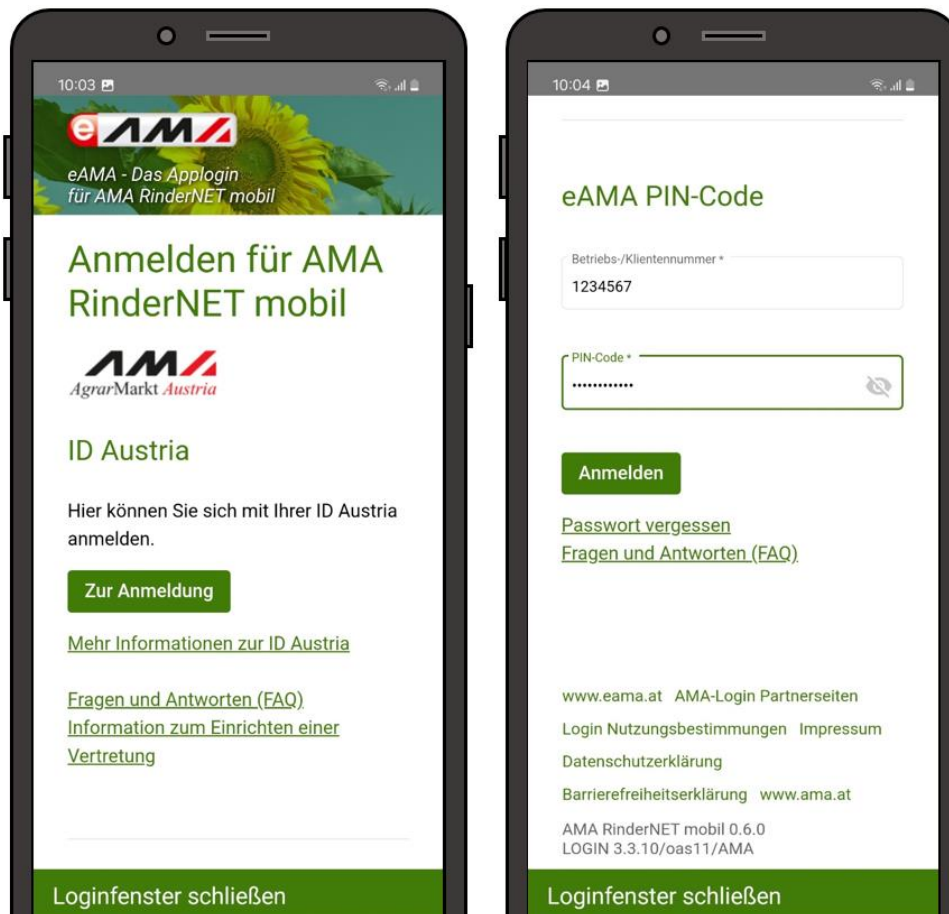 10:03
eAMA
eAMA - Das Applogin
für AMA RinderNET mobil
Anmelden für AMA
RinderNET mobil
AMA
AgrarMarkt Austria
ID Austria
Hier können Sie sich mit Ihrer ID Austria
anmelden.
Zur Anmeldung
Mehr Informationen zur ID Austria
Fragen und Antworten (FAQ)
Information zum Einrichten einer
Vertretung
Loginfenster schließen
10:04
eAMA PIN-Code
Betriebs-/Klientennummer *
1234567
PIN-Code *
••••••••••••
Anmelden
Passwort vergessen
Fragen und Antworten (FAQ)
www.eama.at AMA-Login Partnerseiten
Login Nutzungsbestimmungen Impressum
Datenschutzerklärung
Barrierefreiheitserklärung www.ama.at
AMA RinderNET mobil 0.6.0
LOGIN 3.3.10/oas11/AMA
Loginfenster schließen